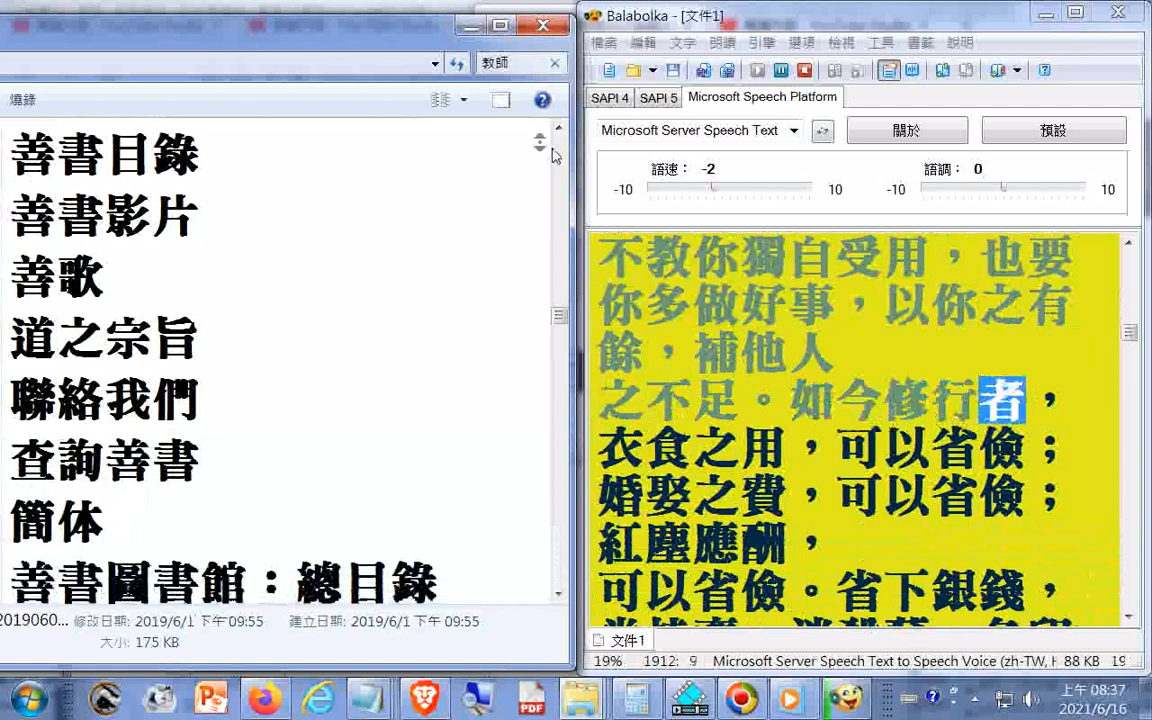 教師
燒錄
善書目錄
善書影片
善歌
道之宗旨
聯絡我們
查詢善書
簡体
善書圖書館：總目錄
2019060... 修改日期: 2019/6/1 下午 09:55 建立日期: 2019/6/1 下午 09:55
大小: 175 KB
Balabolka - [文件1]
檔案 編輯 文字 朗讀 引擎 選項 檢視 工具 書籤 說明
SAPI 4 SAPI 5 Microsoft Speech Platform
Microsoft Server Speech Text 關於 預設
語速： -2 語調： 0
-10 10 -10 10
不教你獨自受用，也要
你多做好事，以你之有
餘，補他人
之不足。如今修行者，
衣食之用，可以省儉；
婚娶之費，可以省儉；
紅塵應酬，
可以省儉。省下銀錢，
文件1
19% 1912: 9 Microsoft Server Speech Text to Speech Voice (zh-TW, H 88 KB 19
PDF
上午 08:37
2021/6/16